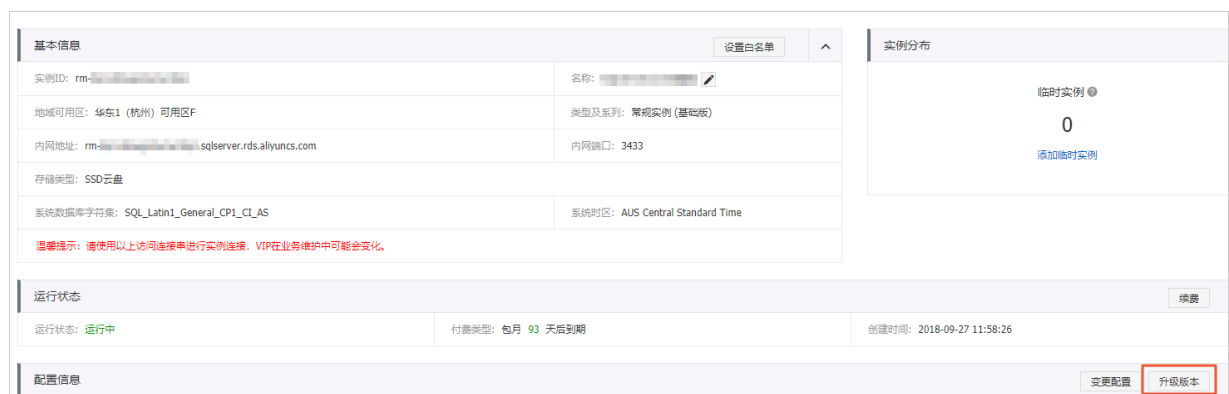 基本信息 设置白名单 实例分布
实例ID: rm- 名称:
临时实例
地域可用区: 华东1 (杭州) 可用区F 类型及系列: 常规实例 (基础版)
0
内网地址: rm- .sqlserver.rds.aliyuncs.com 内网端口: 3433
添加临时实例
存储类型: SSD云盘
系统数据库字符集: SQL_Latin1_General_CP1_CI_AS 系统时区: AUS Central Standard Time
温馨提示: 请使用以上访问连接串进行实例连接, VIP在业务维护中可能会变化。
运行状态 续费
运行状态: 运行中 付费类型: 包月 93 天后到期 创建时间: 2018-09-27 11:58:26
配置信息 变更配置 升级版本